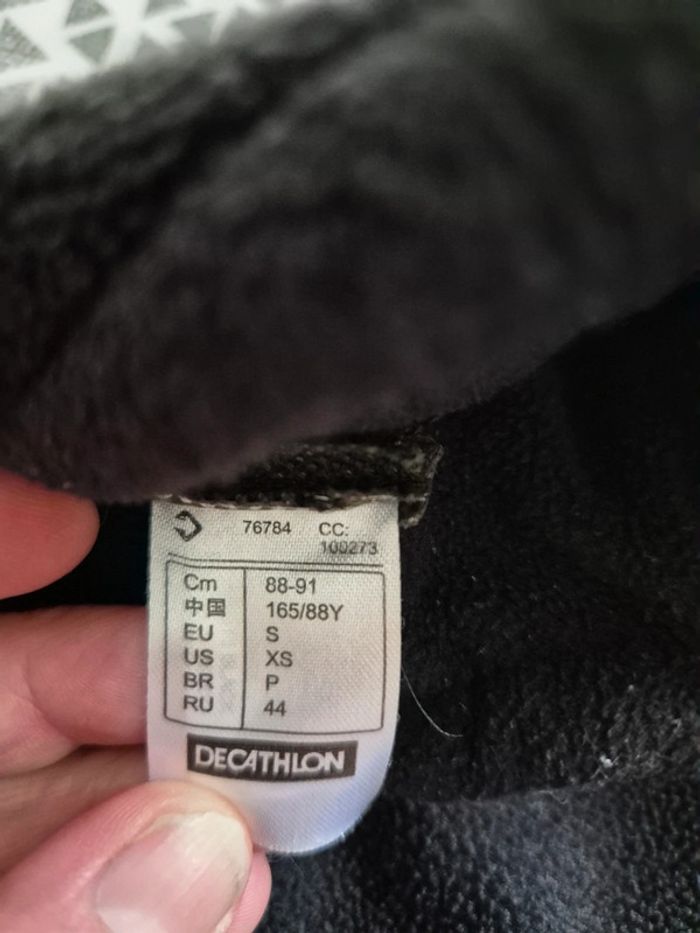 76784 CC:
100273
Cm 88-91
中国 165/88Y
EU S
US XS
BR P
RU 44
DECATHLON